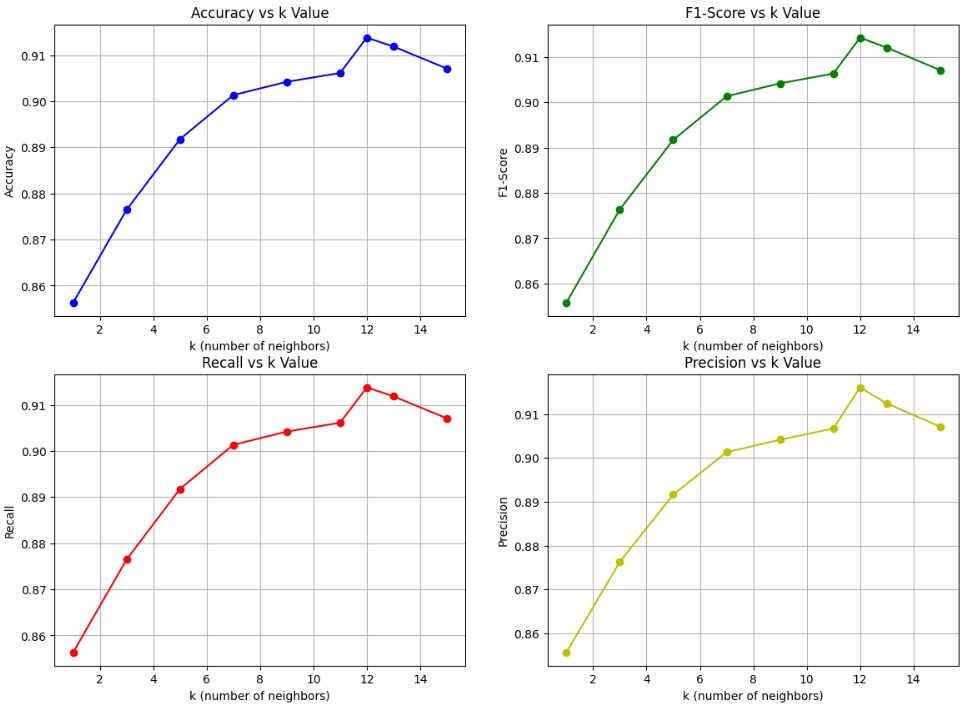 Accuracy vs k Value
0.91
0.90
0.89
0.88
0.87
0.86
Accuracy
2 4 6 8 10 12 14
k (number of neighbors)
F1-Score vs k Value
0.91
0.90
0.89
0.88
0.87
0.86
F1-Score
2 4 6 8 10 12 14
k (number of neighbors)
Recall vs k Value
0.91
0.90
0.89
0.88
0.87
0.86
Recall
2 4 6 8 10 12 14
k (number of neighbors)
Precision vs k Value
0.91
0.90
0.89
0.88
0.87
0.86
Precision
2 4 6 8 10 12 14
k (number of neighbors)